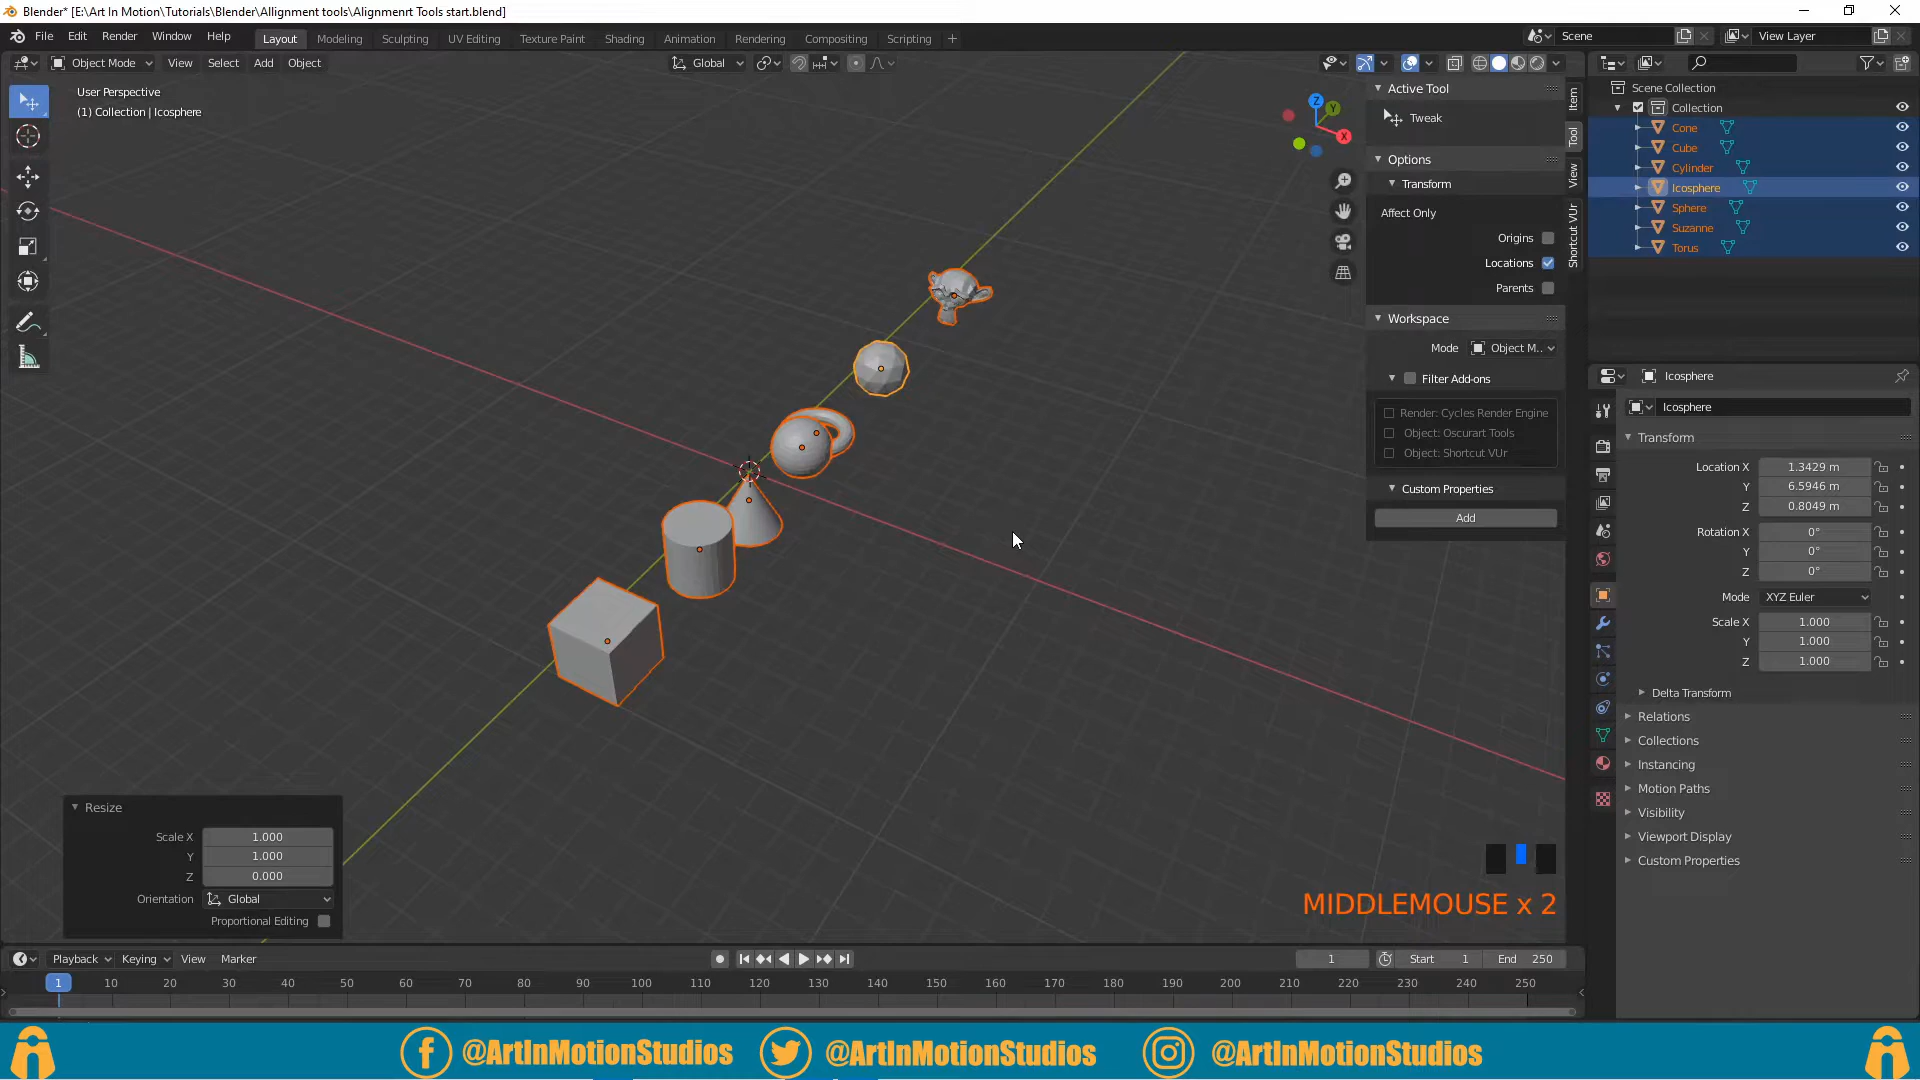 Blender* [E:\Art In Motion\Tutorials\Blender\Allignment tools\Alignmenrt Tools start.blend]
File Edit Render Window Help
Layout Modeling Sculpting UV Editing Texture Paint Shading Animation Rendering Compositing Scripting +
Scene
View Layer
Object Mode View Select Add Object
Global
User Perspective
(1) Collection | Icosphere
Z
Y
X
Active Tool
Tweak
Options
Transform
Affect Only
Origins
Locations
Parents
Workspace
Mode Object M..
Filter Add-ons
Render: Cycles Render Engine
Object: Oscurart Tools
Object: Shortcut VUr
Custom Properties
Add
Item
Tool
View
Shortcut VUr
Scene Collection
Collection
Cone
Cube
Cylinder
Icosphere
Sphere
Suzanne
Torus
Icosphere
Icosphere
Transform
Location X 1.3429 m
Y 6.5946 m
Z 0.8049 m
Rotation X 0°
Y 0°
Z 0°
Mode XYZ Euler
Scale X 1.000
Y 1.000
Z 1.000
Delta Transform
Relations
Collections
Instancing
Motion Paths
Visibility
Viewport Display
Custom Properties
Resize
Scale X 1.000
Y 1.000
Z 0.000
Orientation Global
Proportional Editing
MIDDLEMOUSE x 2
Playback Keying View Marker
1 Start 1 End 250
1 10 20 30 40 50 60 70 80 90 100 110 120 130 140 150 160 170 180 190 200 210 220 230 240 250
@ArtInMotionStudios @ArtInMotionStudios @ArtInMotionStudios